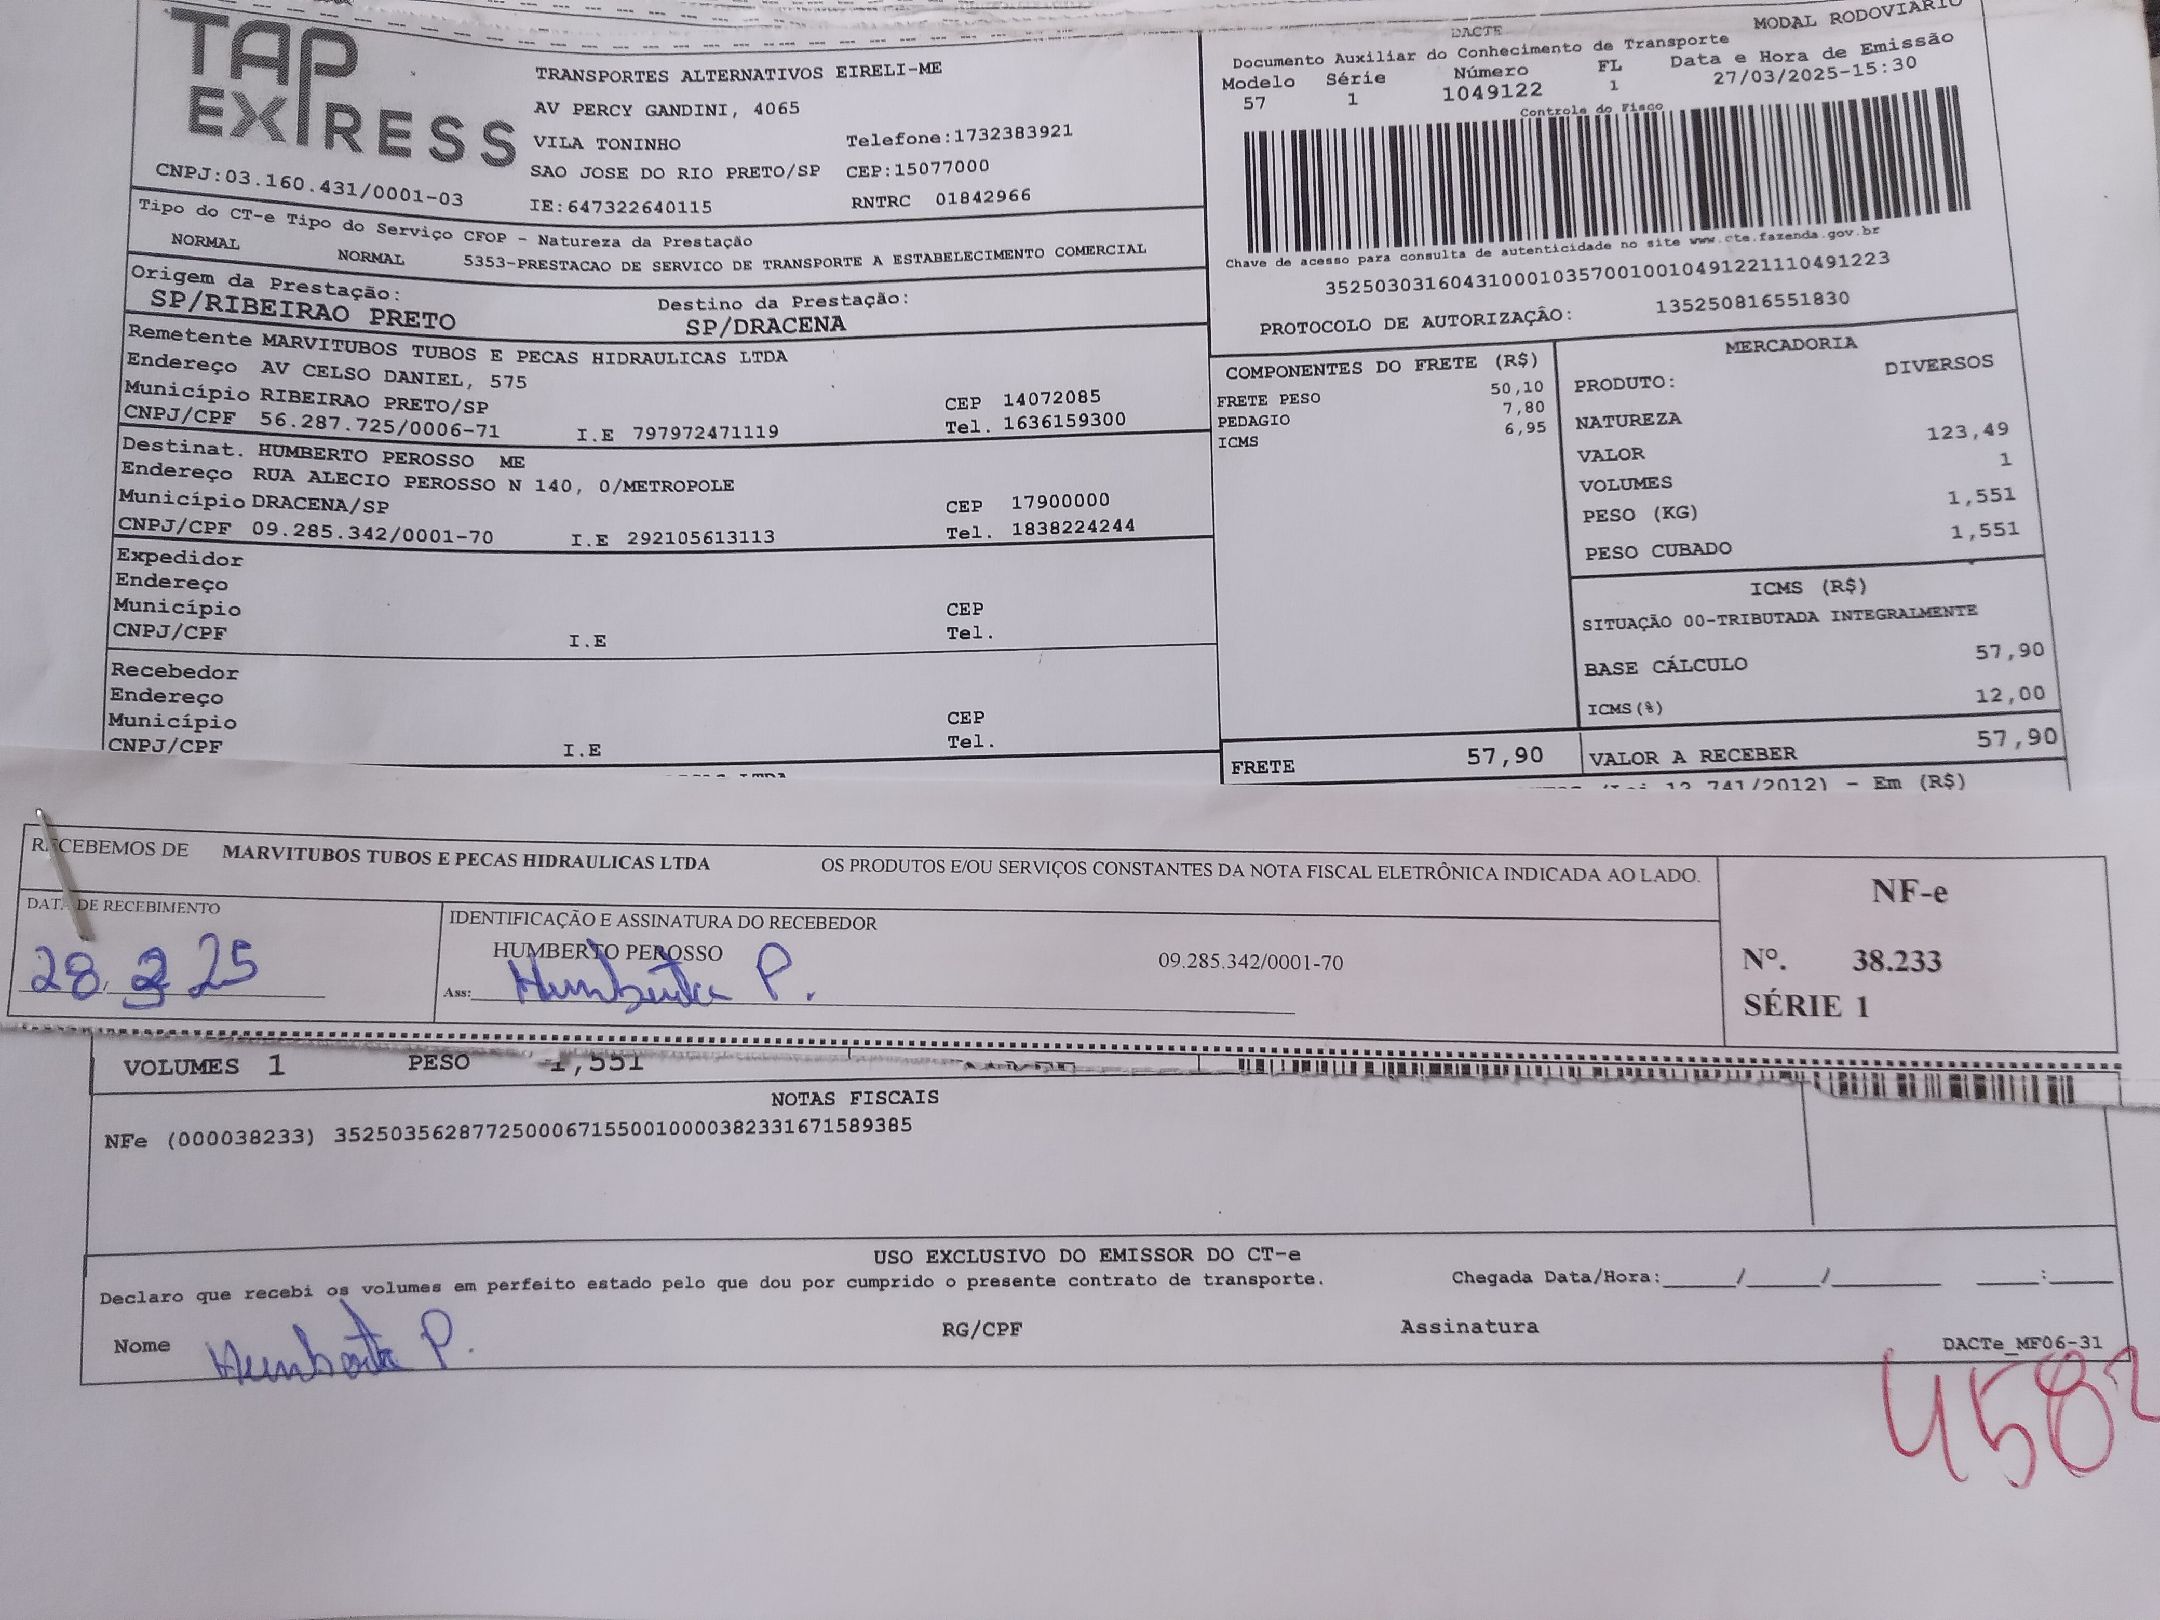 TAP
EXPRESS
CNPJ:03.160.431/0001-03
TRANSPORTES ALTERNATIVOS EIRELI-ME
AV PERCY GANDINI, 4065
VILA TONINHO Telefone:1732383921
SAO JOSE DO RIO PRETO/SP CEP:15077000
IE:647322640115 RNTRC 01842966
DACTE MODAL RODOVIARIO
Documento Auxiliar do Conhecimento de Transporte
Modelo Série Número FL Data e Hora de Emissão
57 1 1049122 1 27/03/2025-15:30
Controle do Fisco
Chave de acesso para consulta de autenticidade no site www.cte.fazenda.gov.br
35250303160431000103570010010491221110491223
PROTOCOLO DE AUTORIZAÇÃO: 135250816551830
Tipo do CT-e Tipo do Serviço CFOP - Natureza da Prestação
NORMAL NORMAL 5353-PRESTACAO DE SERVICO DE TRANSPORTE A ESTABELECIMENTO COMERCIAL
Origem da Prestação: Destino da Prestação:
SP/RIBEIRAO PRETO SP/DRACENA
Remetente MARVITUBOS TUBOS E PECAS HIDRAULICAS LTDA
Endereço AV CELSO DANIEL, 575
Município RIBEIRAO PRETO/SP CEP 14072085
CNPJ/CPF 56.287.725/0006-71 I.E 797972471119 Tel. 1636159300
Destinat. HUMBERTO PEROSSO ME
Endereço RUA ALECIO PEROSSO N 140, 0/METROPOLE
Município DRACENA/SP CEP 17900000
CNPJ/CPF 09.285.342/0001-70 I.E 292105613113 Tel. 1838224244
Expedidor
Endereço
Município CEP
CNPJ/CPF I.E Tel.
Recebedor
Endereço
Município CEP
CNPJ/CPF I.E Tel.
COMPONENTES DO FRETE (R$)
FRETE PESO 50,10
PEDAGIO 7,80
ICMS 6,95
FRETE 57,90
MERCADORIA
PRODUTO: DIVERSOS
NATUREZA
VALOR 123,49
VOLUMES 1
PESO (KG) 1,551
PESO CUBADO 1,551
ICMS (R$)
SITUAÇÃO 00-TRIBUTADA INTEGRALMENTE
BASE CÁLCULO 57,90
ICMS(%) 12,00
VALOR A RECEBER 57,90
(Lei 12.741/2012) - Em (R$)
RECEBEMOS DE MARVITUBOS TUBOS E PECAS HIDRAULICAS LTDA OS PRODUTOS E/OU SERVIÇOS CONSTANTES DA NOTA FISCAL ELETRÔNICA INDICADA AO LADO.
DATA DE RECEBIMENTO
28 3 25
IDENTIFICAÇÃO E ASSINATURA DO RECEBEDOR
HUMBERTO PEROSSO 09.285.342/0001-70
Ass: Humberto P.
NF-e
Nº. 38.233
SÉRIE 1
VOLUMES 1 PESO 1,551
NOTAS FISCAIS
NFe (000038233) 35250356287725000671550010000382331671589385
USO EXCLUSIVO DO EMISSOR DO CT-e
Declaro que recebi os volumes em perfeito estado pelo que dou por cumprido o presente contrato de transporte. Chegada Data/Hora:_____/_____/_______ ____:____
Nome Humberto P. RG/CPF Assinatura
DACTe_MF06-31